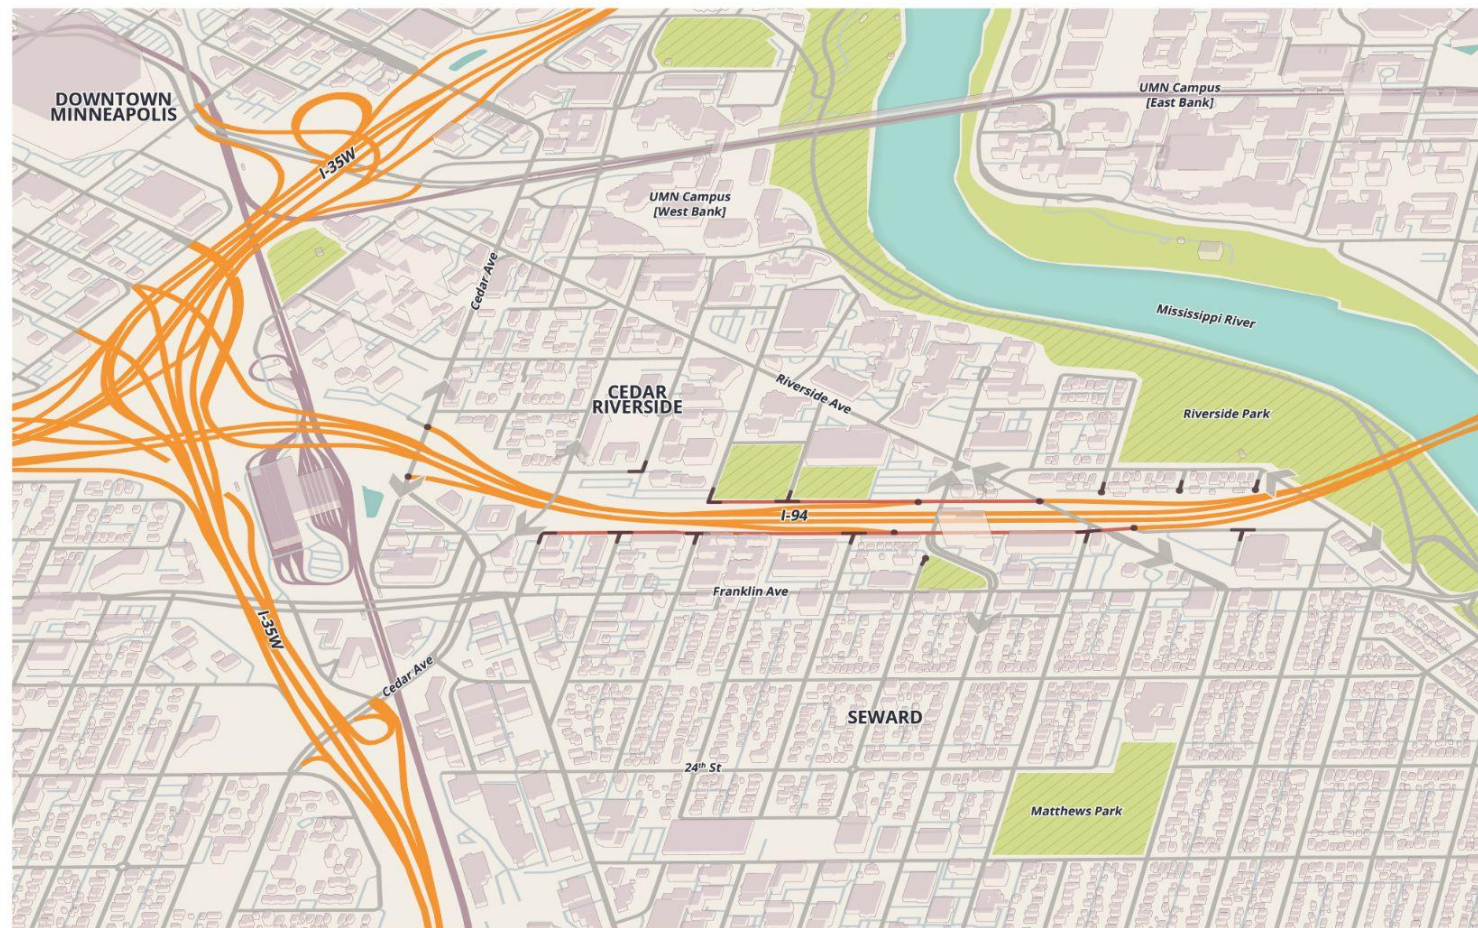 DOWNTOWN
MINNEAPOLIS
UMN Campus
[East Bank]
I-35W
UMN Campus
[West Bank]
Cedar Ave
Mississippi River
Riverside Ave
CEDAR
RIVERSIDE
Riverside Park
I-94
Franklin Ave
I-35W
Cedar Ave
SEWARD
24th St
Matthews Park